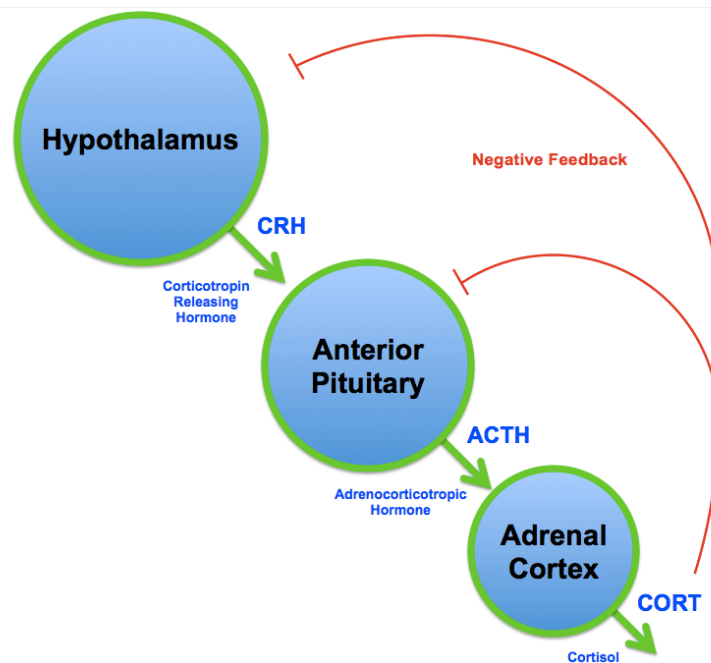 Hypothalamus
Negative Feedback
CRH
Corticotropin
Releasing
Hormone
Anterior
Pituitary
ACTH
Adrenocorticotropic
Hormone
Adrenal
Cortex
CORT
Cortisol